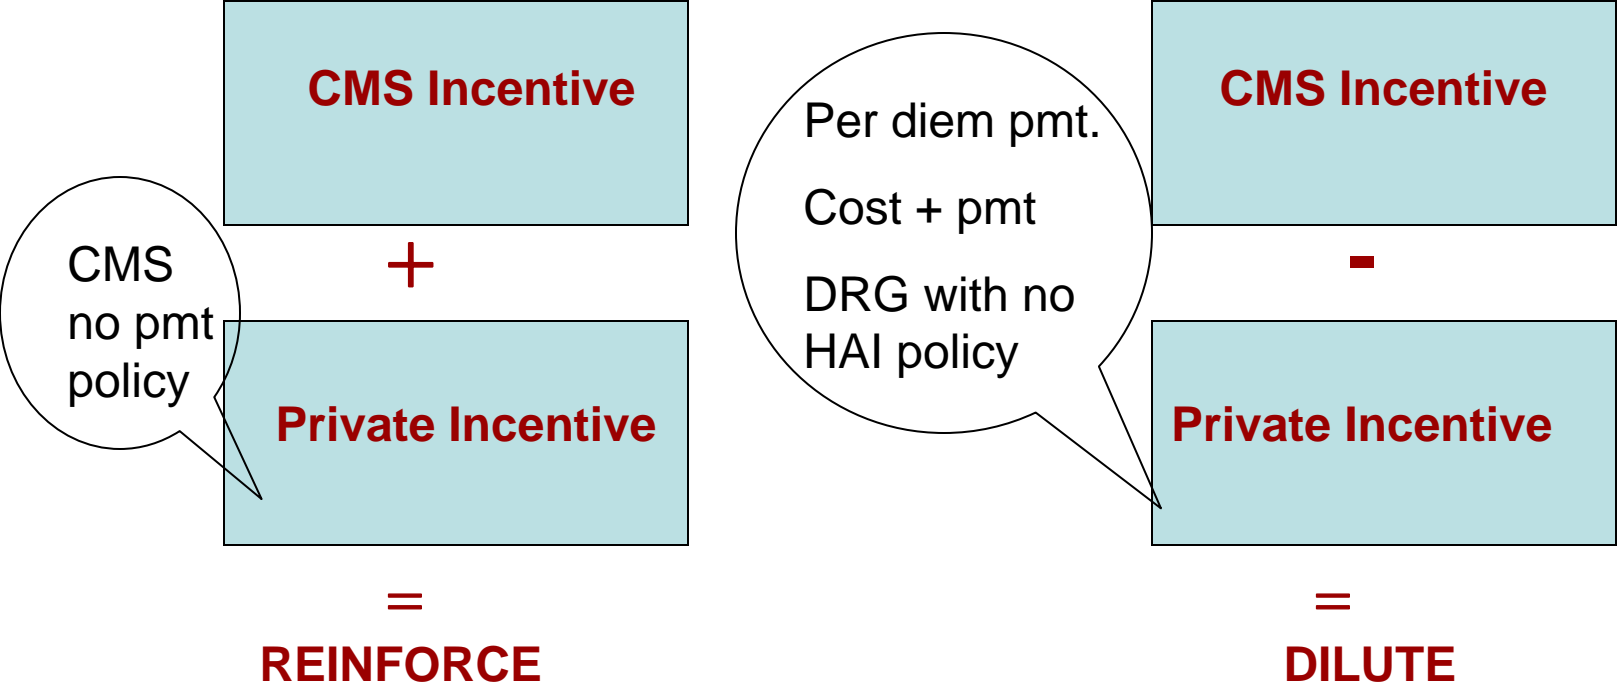 CMS Incentive
CMS
no pmt
policy
+
Private Incentive
=
REINFORCE
Per diem pmt.
Cost + pmt
DRG with no
HAI policy
CMS Incentive
-
Private Incentive
=
DILUTE